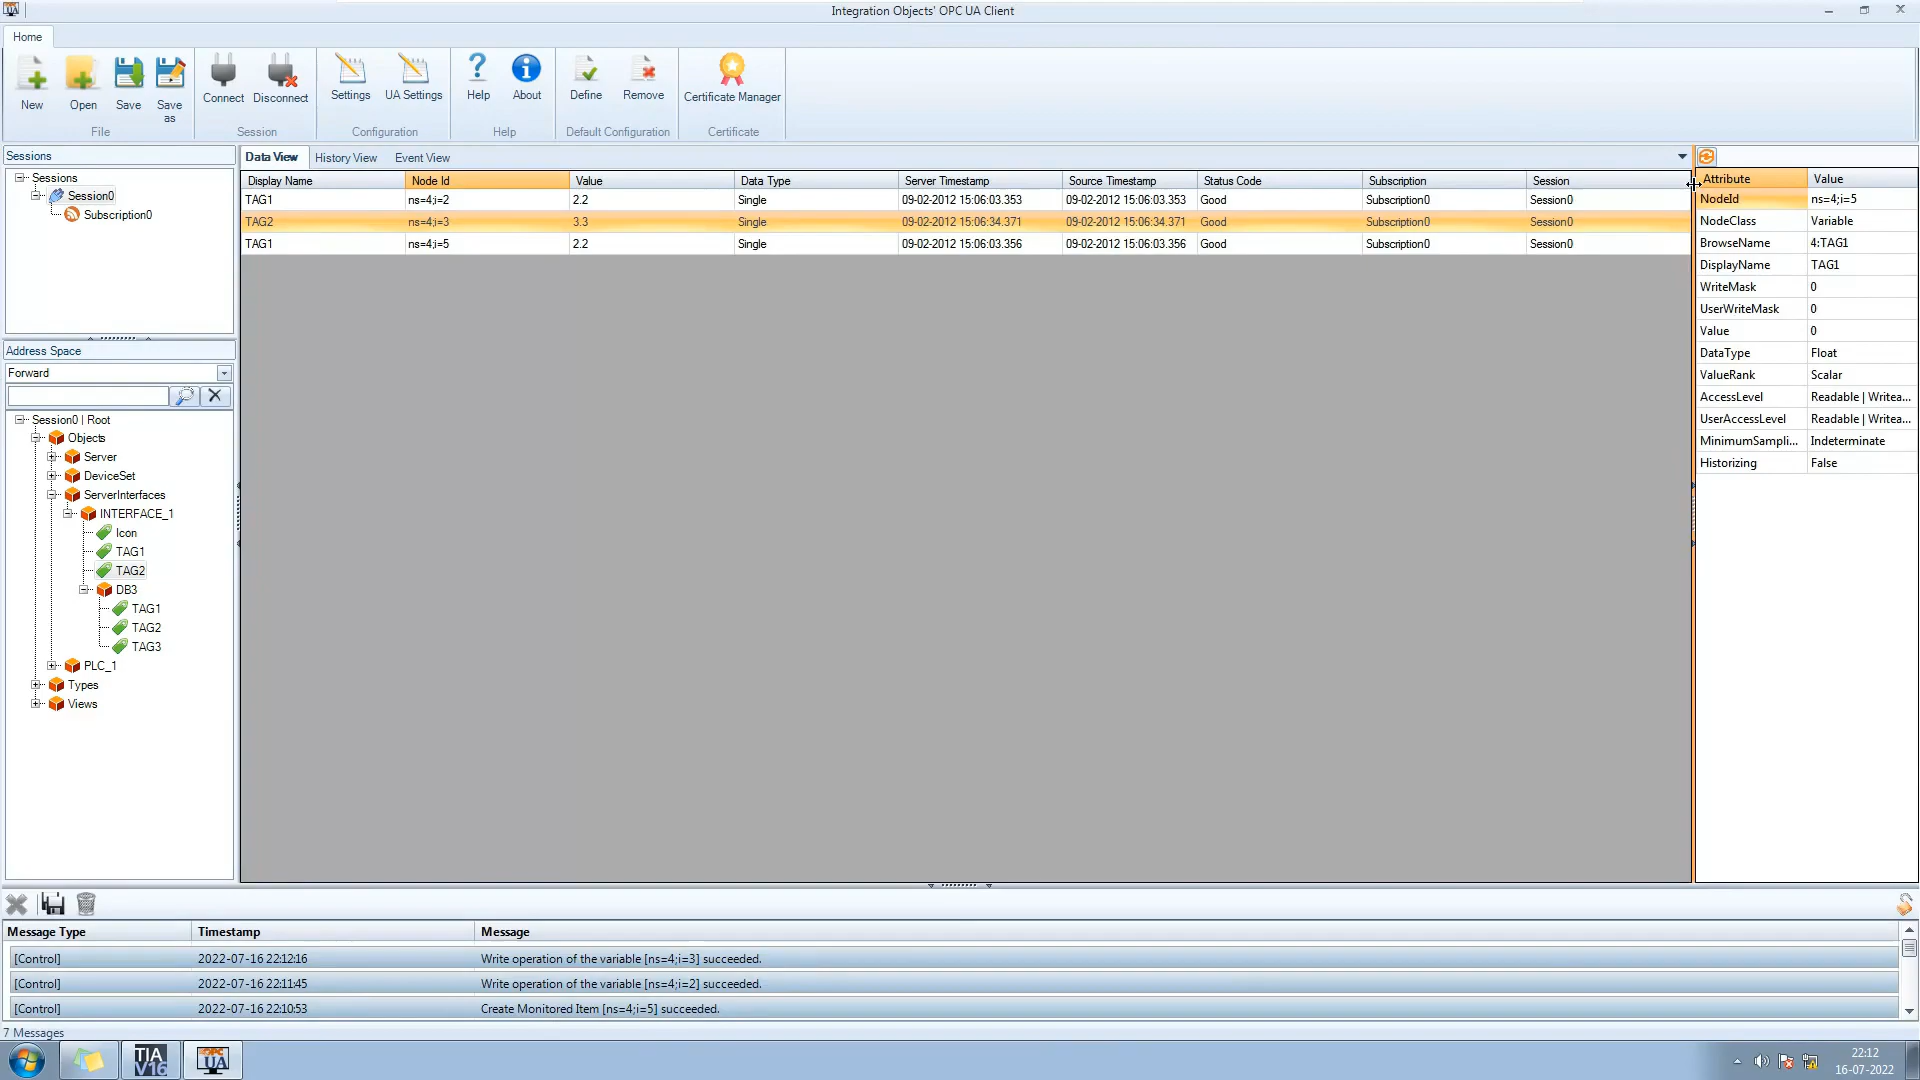 Integration Objects' OPC UA Client
Home
New
Open
Save
Save as
Connect
Disconnect
Settings
UA Settings
Help
About
Define
Remove
Certificate Manager
File
Session
Configuration
Help
Default Configuration
Certificate
Sessions
Sessions
Session0
Subscription0
Address Space
Forward
Session0 | Root
Objects
Server
DeviceSet
ServerInterfaces
INTERFACE_1
Icon
TAG1
TAG2
DB3
TAG1
TAG2
TAG3
PLC_1
Types
Views
Data View History View Event View
Display Name Node Id Value Data Type Server Timestamp Source Timestamp Status Code Subscription Session
TAG1 ns=4;i=2 2.2 Single 09-02-2012 15:06:03.353 09-02-2012 15:06:03.353 Good Subscription0 Session0
TAG2 ns=4;i=3 3.3 Single 09-02-2012 15:06:34.371 09-02-2012 15:06:34.371 Good Subscription0 Session0
TAG1 ns=4;i=5 2.2 Single 09-02-2012 15:06:03.356 09-02-2012 15:06:03.356 Good Subscription0 Session0
Attribute Value
NodeId ns=4;i=5
NodeClass Variable
BrowseName 4:TAG1
DisplayName TAG1
WriteMask 0
UserWriteMask 0
Value 0
DataType Float
ValueRank Scalar
AccessLevel Readable | Writea...
UserAccessLevel Readable | Writea...
MinimumSampli... Indeterminate
Historizing False
Message Type Timestamp Message
[Control] 2022-07-16 22:12:16 Write operation of the variable [ns=4;i=3] succeeded.
[Control] 2022-07-16 22:11:45 Write operation of the variable [ns=4;i=2] succeeded.
[Control] 2022-07-16 22:10:53 Create Monitored Item [ns=4;i=5] succeeded.
7 Messages
TIA V16
OPC UA
22:12
16-07-2022